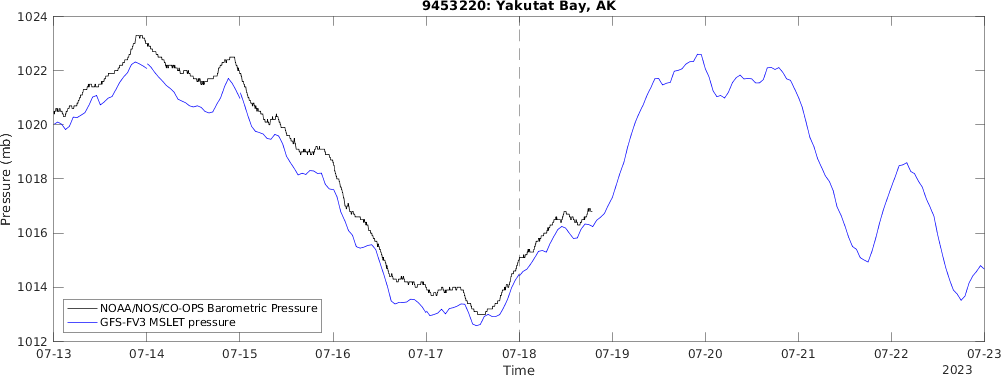 9453220: Yakutat Bay, AK
Pressure (mb)
1024
1022
1020
1018
1016
1014
1012
NOAA/NOS/CO-OPS Barometric Pressure
GFS-FV3 MSLET pressure
07-13 07-14 07-15 07-16 07-17 07-18 07-19 07-20 07-21 07-22 07-23
Time
2023